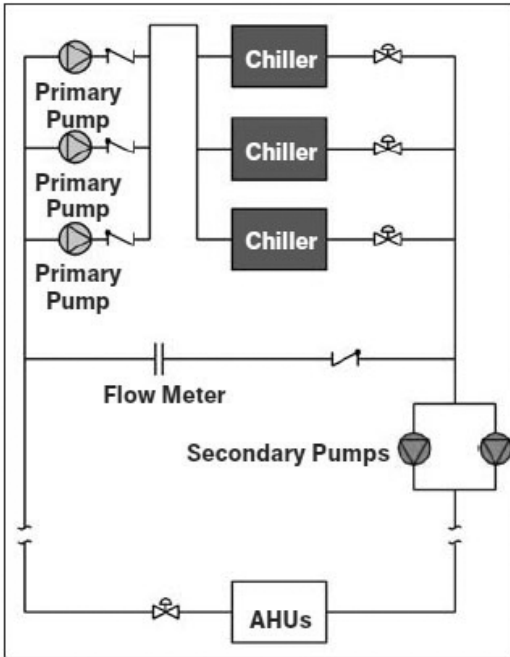 Chiller
Primary
Pump
Chiller
Primary
Pump
Chiller
Primary
Pump
Flow Meter
Secondary Pumps
AHUs